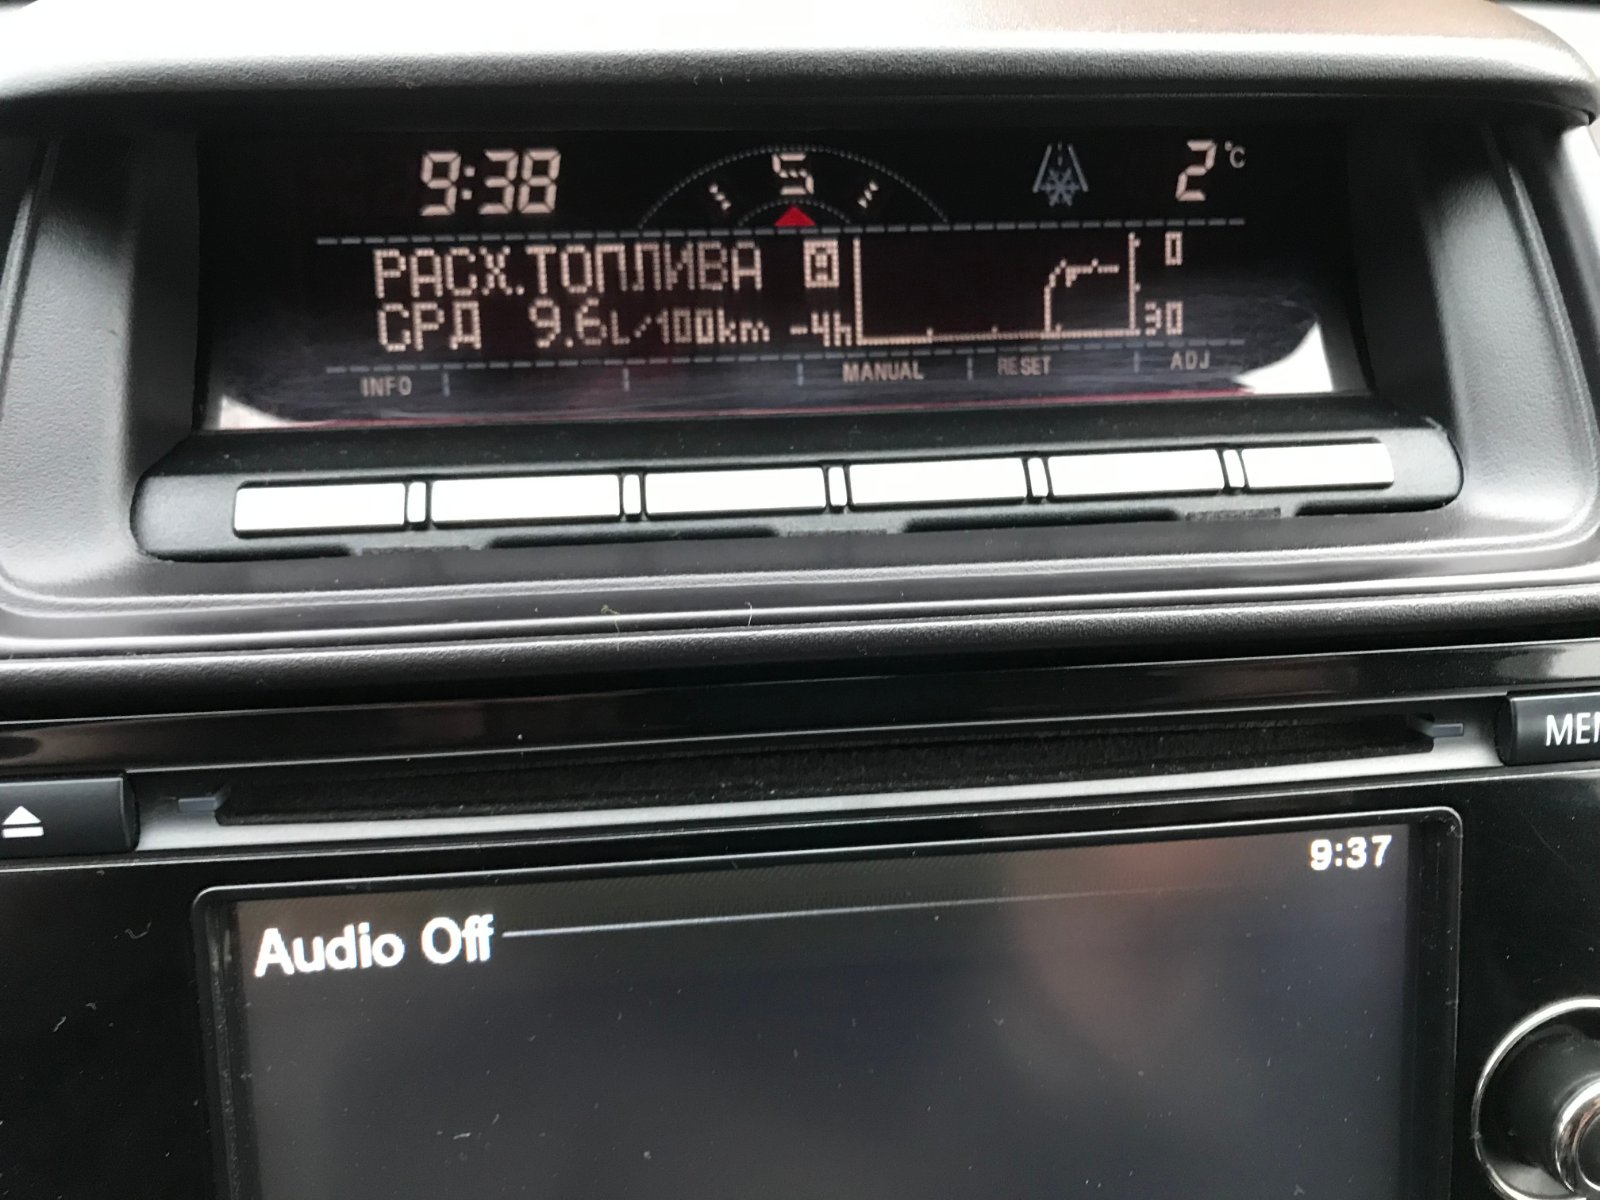 9:38 S 2°C
РАСХ.ТОПЛИВА 0
СРД 9.6L/100km -4h 30
INFO MANUAL RESET ADJ
9:37
Audio Off